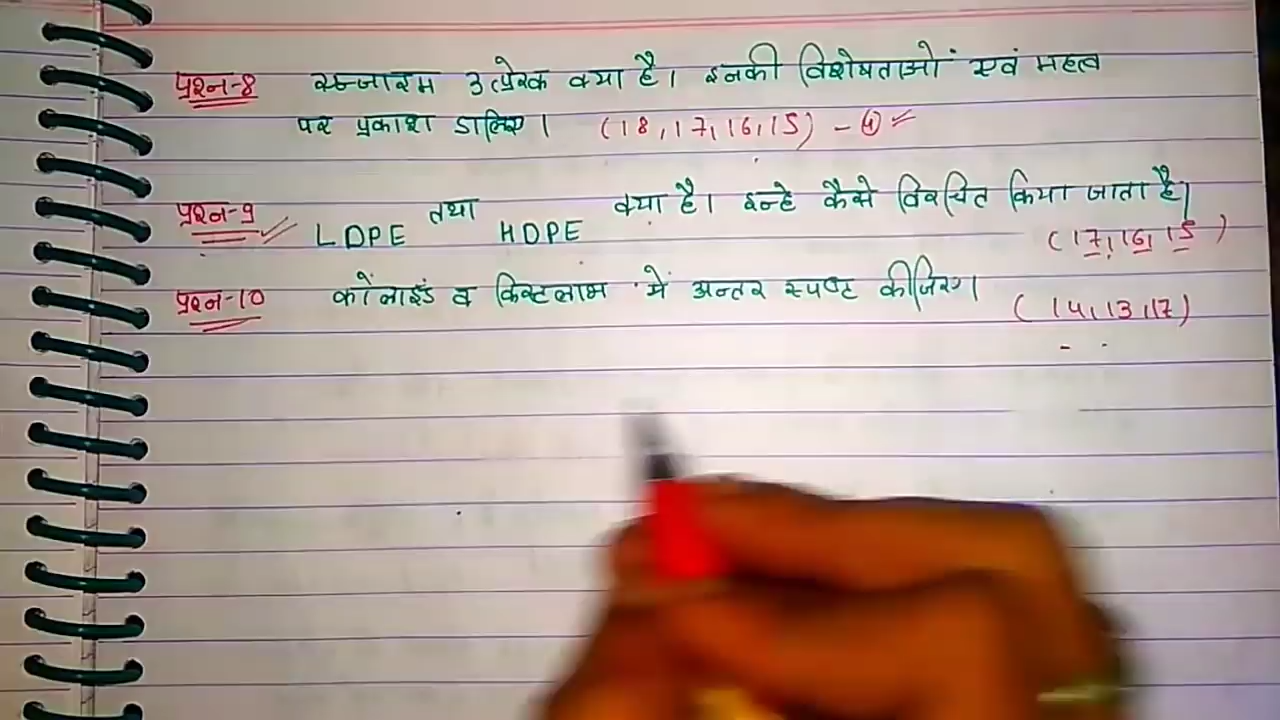 प्रश्न-8 एन्जाइम उत्प्रेरक क्या है। इनकी विशेषताओं एवं महत्व
पर प्रकाश डालिए। (18,17,16,15) - 4
प्रश्न-9 LDPE तथा HDPE क्या है। इन्हे कैसे विरचित किया जाता है।
(17,16,15)
प्रश्न-10 कोलाइड व क्रिस्टलाभ में अन्तर स्पष्ट कीजिए।
(14,13,17)